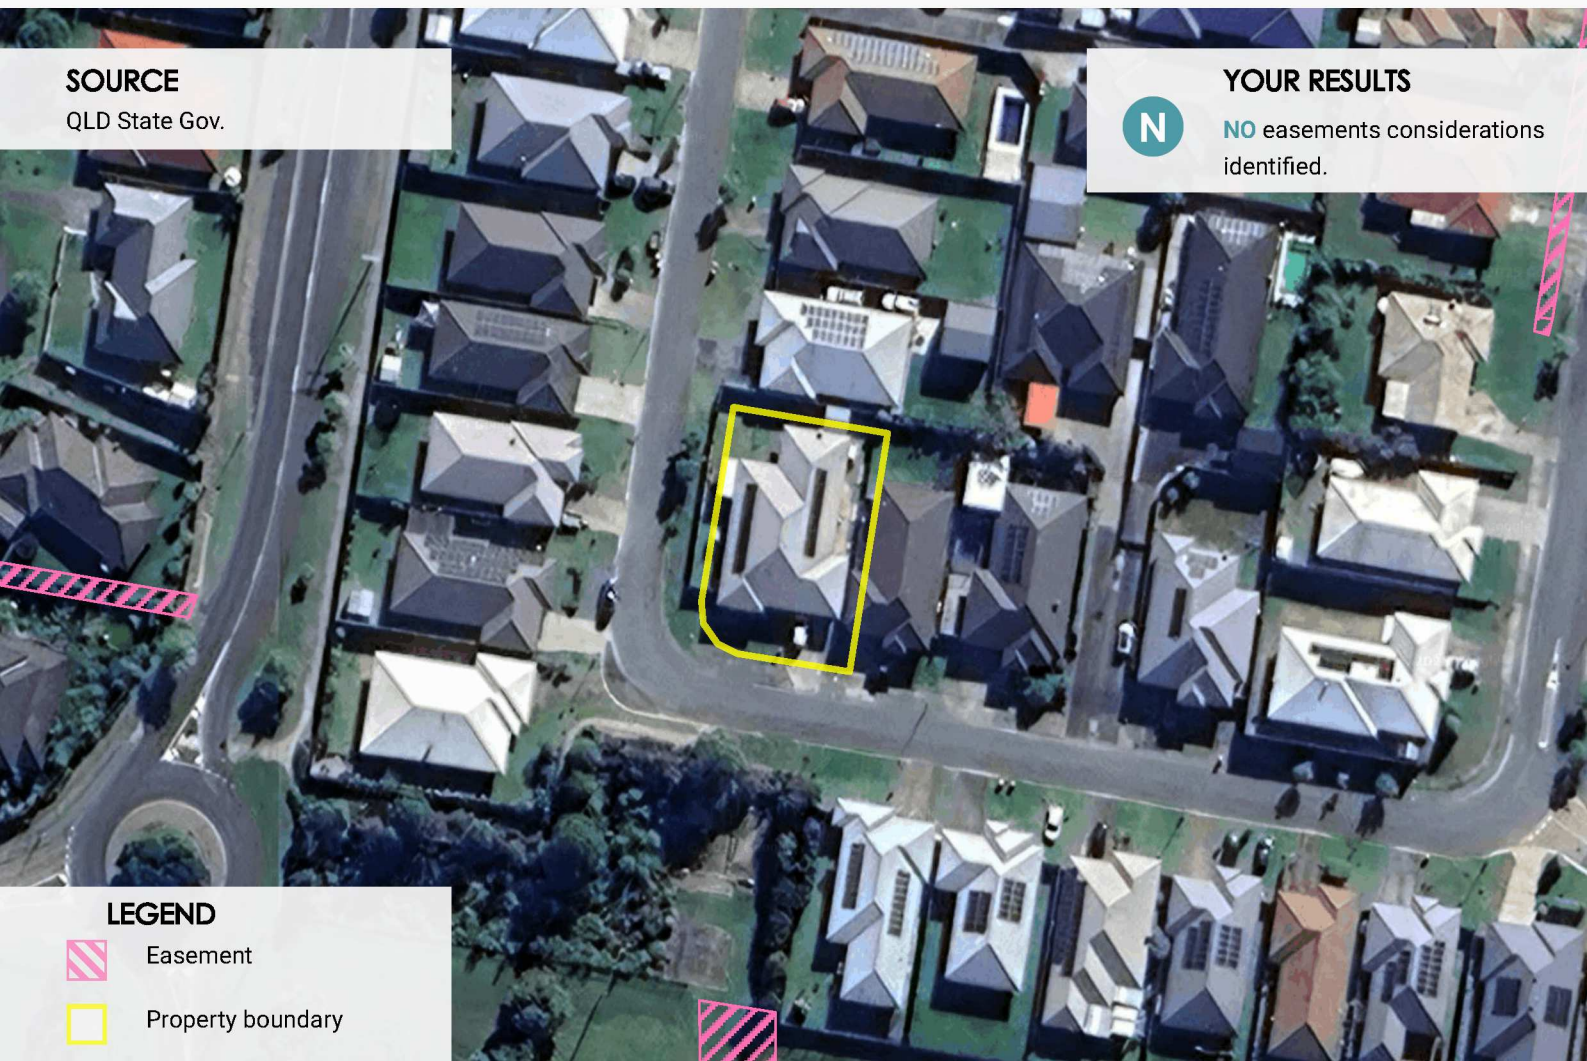 SOURCE
QLD State Gov.
YOUR RESULTS
N
NO easements considerations
identified.
LEGEND
Easement
Property boundary